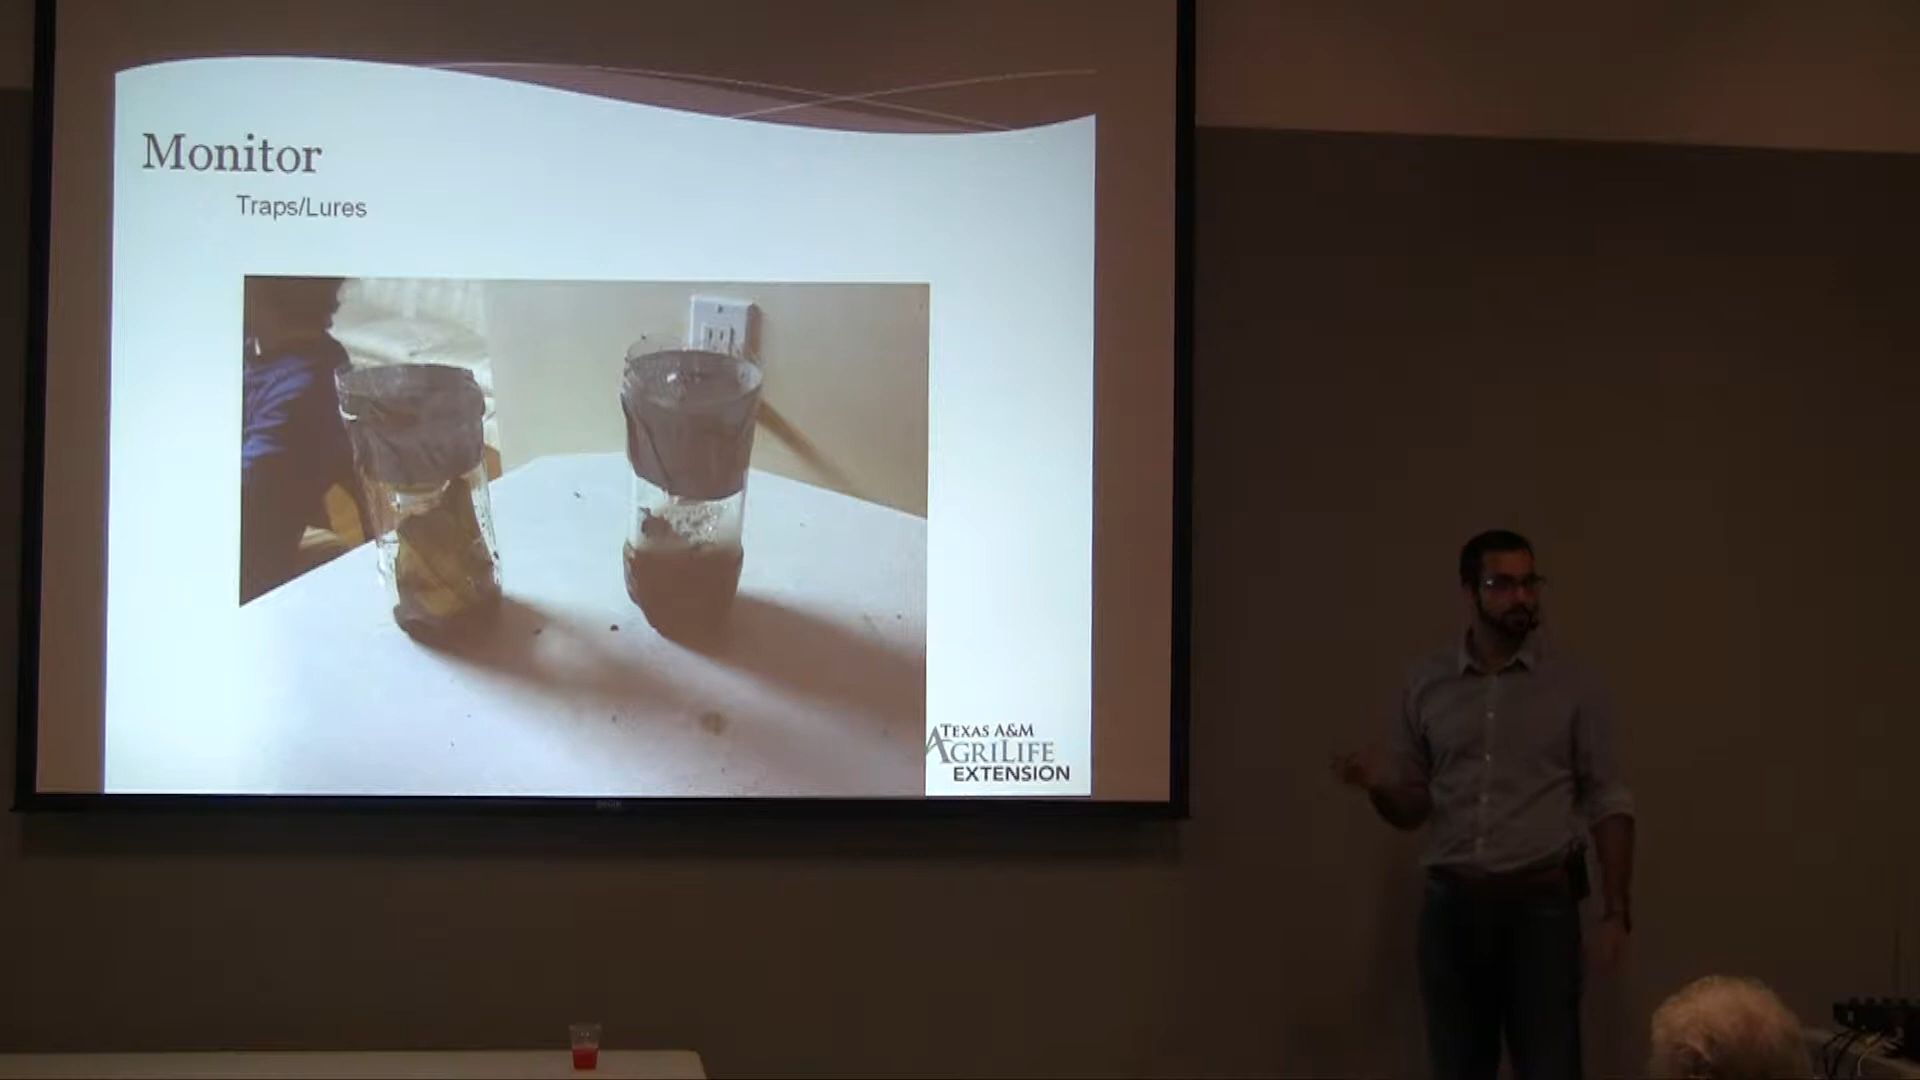 Monitor
Traps/Lures
TEXAS A&M
AGRILIFE
EXTENSION